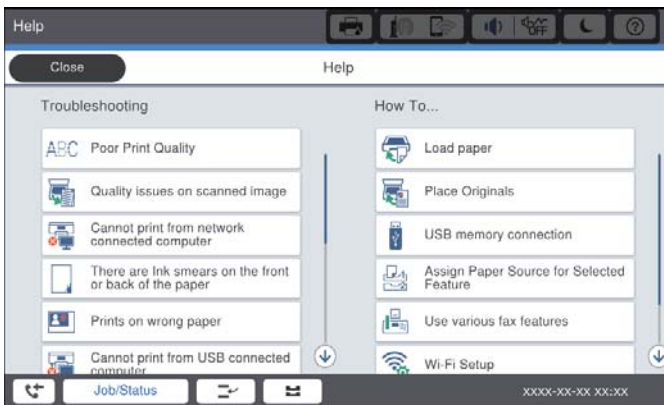 Help
OFF
Close
Help
Troubleshooting
ABC Poor Print Quality
Quality issues on scanned image
Cannot print from network
connected computer
There are Ink smears on the front
or back of the paper
Prints on wrong paper
Cannot print from USB connected
computer
How To...
Load paper
Place Originals
USB memory connection
Assign Paper Source for Selected
Feature
Use various fax features
Wi-Fi Setup
Job/Status
XXXX-XX-XX XX:XX